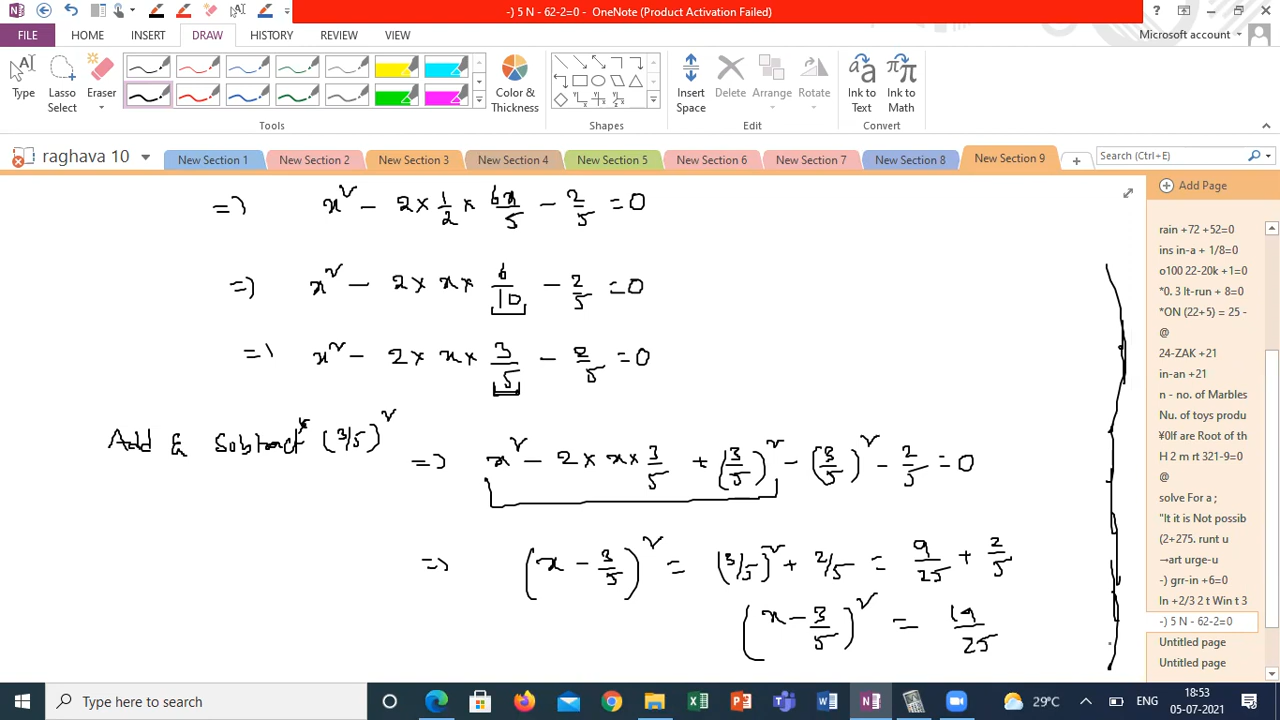 -) 5 N - 62-2=0 - OneNote (Product Activation Failed)
FILE HOME INSERT DRAW HISTORY REVIEW VIEW Microsoft account
Type Lasso Select Eraser Color & Thickness Insert Space Delete Arrange Rotate Ink to Text Ink to Math
Tools Shapes Edit Convert
raghava 10 New Section 1 New Section 2 New Section 3 New Section 4 New Section 5 New Section 6 New Section 7 New Section 8 New Section 9 Search (Ctrl+E)
Add Page
rain +72 +52=0
ins in-a + 1/8=0
o100 22-20k +1=0
*0. 3 lt-run + 8=0
*ON (22+5) = 25 -
@
24-ZAK +21
in-an +21
n - no. of Marbles
Nu. of toys produ
¥0lf are Root of th
H 2 m rt 321-9=0
solve For a ;
"It it is Not possib
(2+275. runt u
→art urge-u
-) grr-in +6=0
In +2/3 2 t Wint 3
-) 5 N - 62-2=0
Untitled page
Untitled page
=> x² - 2 × 1/2 × 6x/5 - 2/5 = 0
=> x² - 2 × x × 6/10 - 2/5 = 0
=> x² - 2 × x × 3/5 - 2/5 = 0
Add & Subtract (3/5)²
=> x² - 2 × x × 3/5 + (3/5)² - (3/5)² - 2/5 = 0
=> (x - 3/5)² = (3/5)² + 2/5 = 9/25 + 2/5
(x - 3/5)² = 19/25
Type here to search 29°C ENG 18:53
05-07-2021